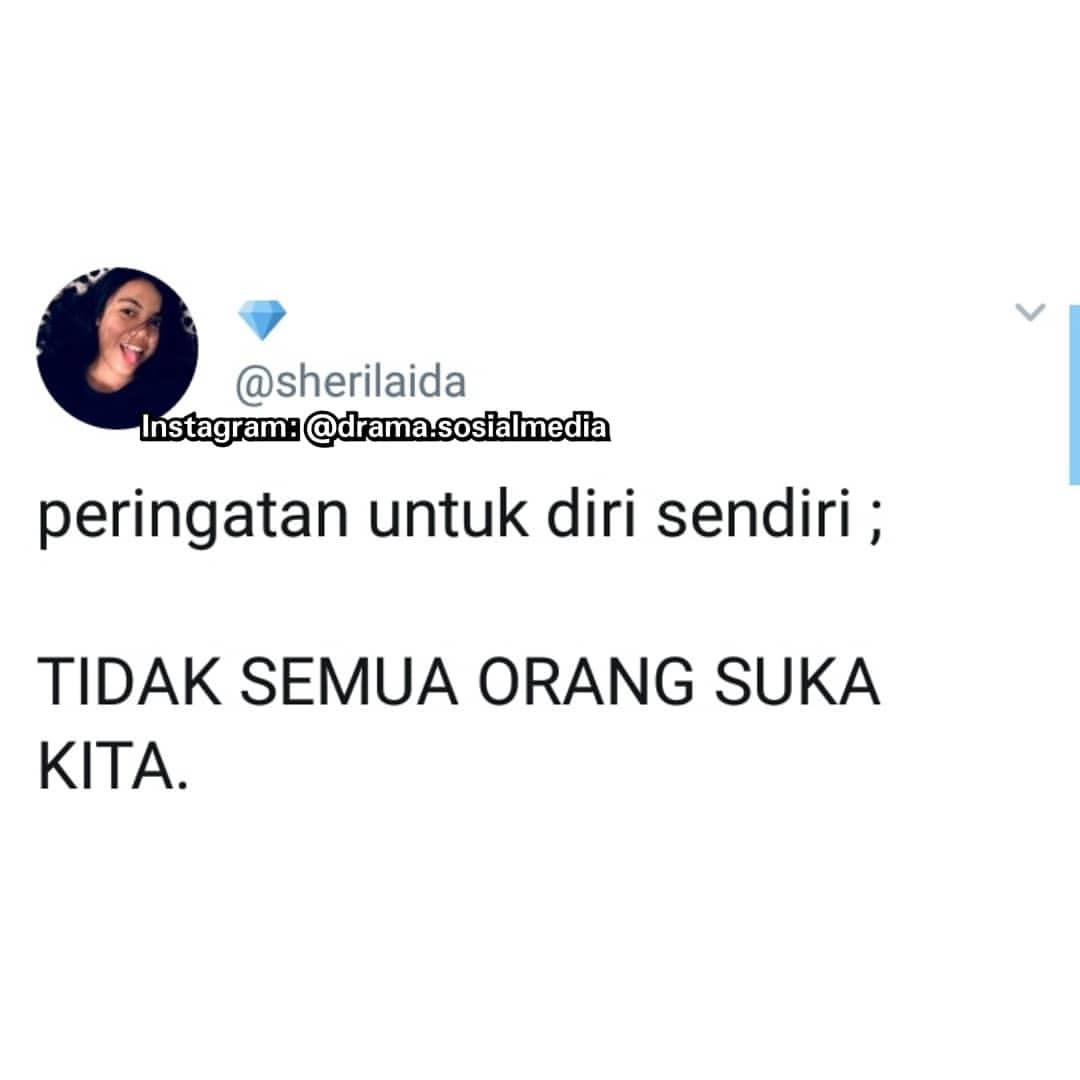 @sherilaida
Instagram: @drama.sosialmedia
peringatan untuk diri sendiri ;
TIDAK SEMUA ORANG SUKA
KITA.